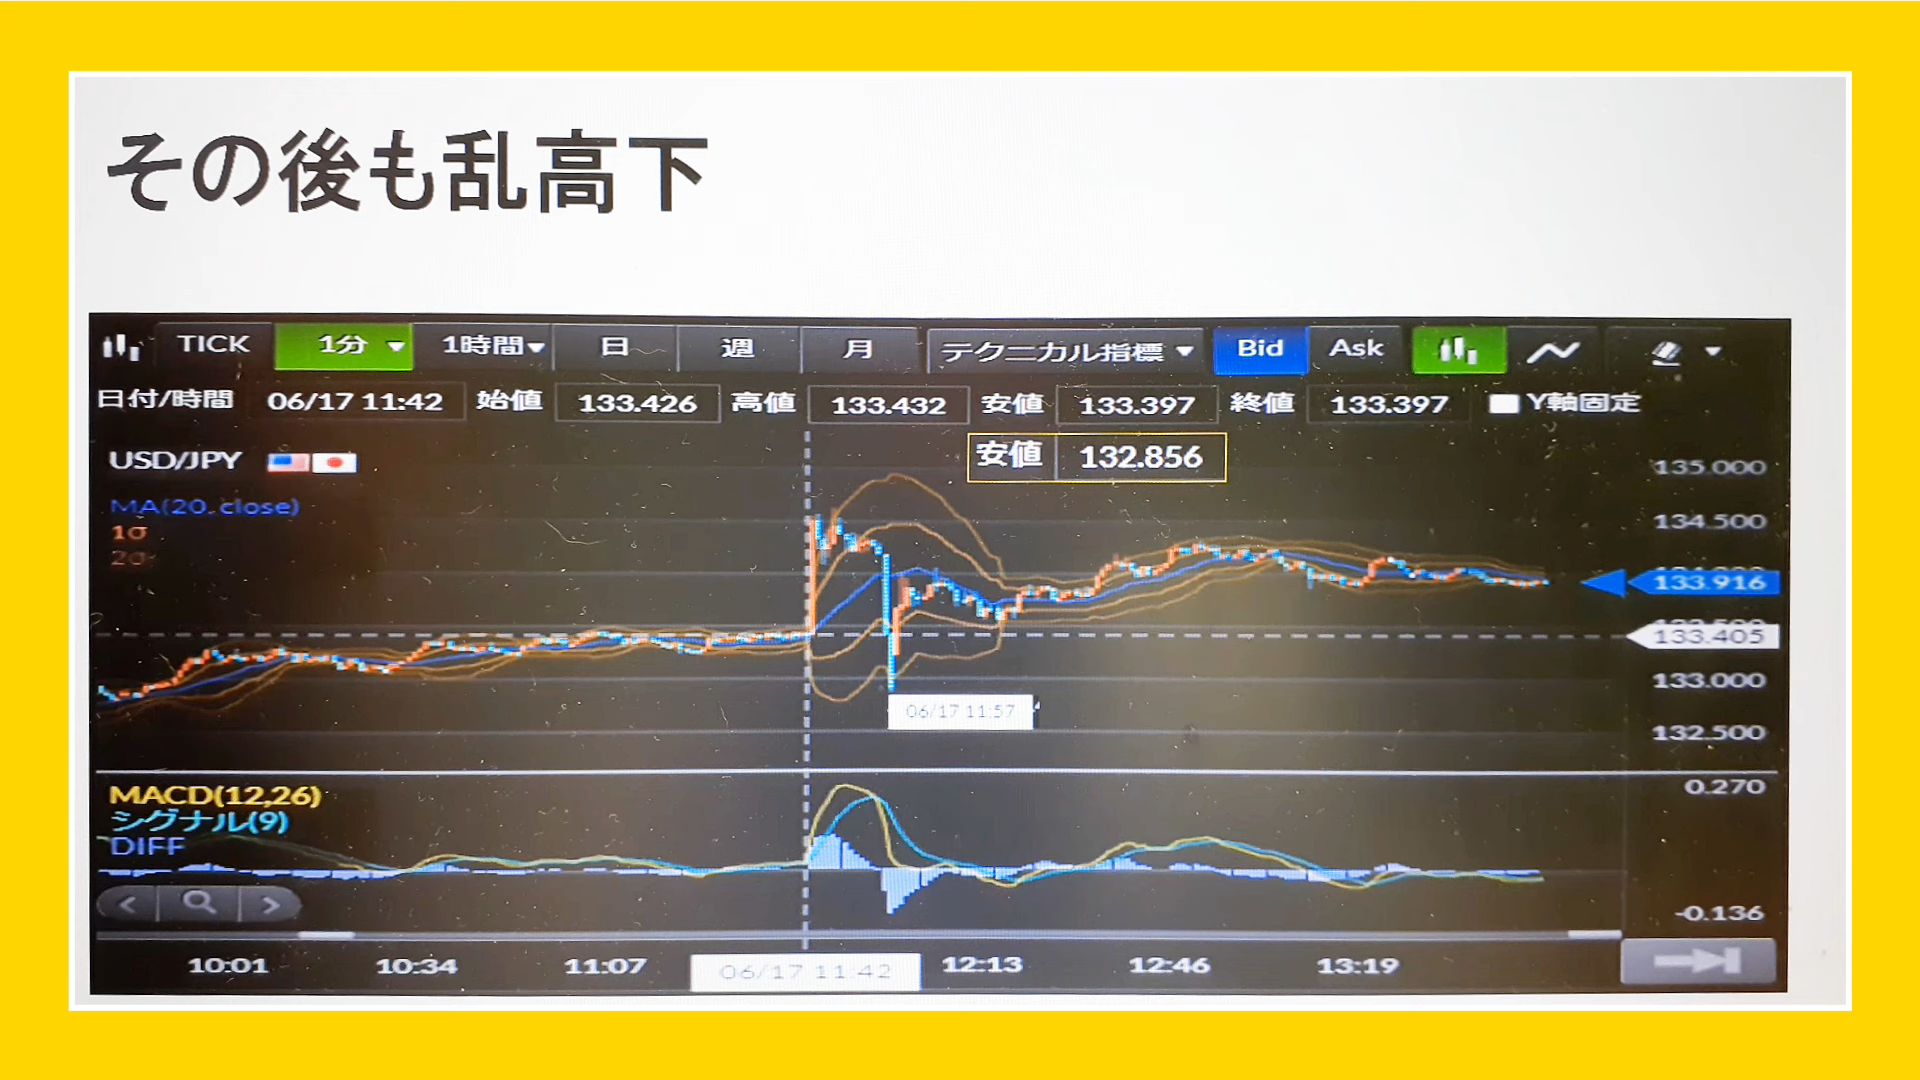 その後も乱高下
TICK 1分 1時間 日 週 月 テクニカル指標 Bid Ask
日付/時間 06/17 11:42 始値 133.426 高値 133.432 安値 133.397 終値 133.397 Y軸固定
安値 132.856
USD/JPY
MA(20, close)
1σ
2σ
135.000
134.500
133.916
133.405
133.000
132.500
06/17 11:57
MACD(12,26)
シグナル(9)
DIFF
0.270
-0.136
10:01 10:34 11:07 06/17 11:42 12:13 12:46 13:19